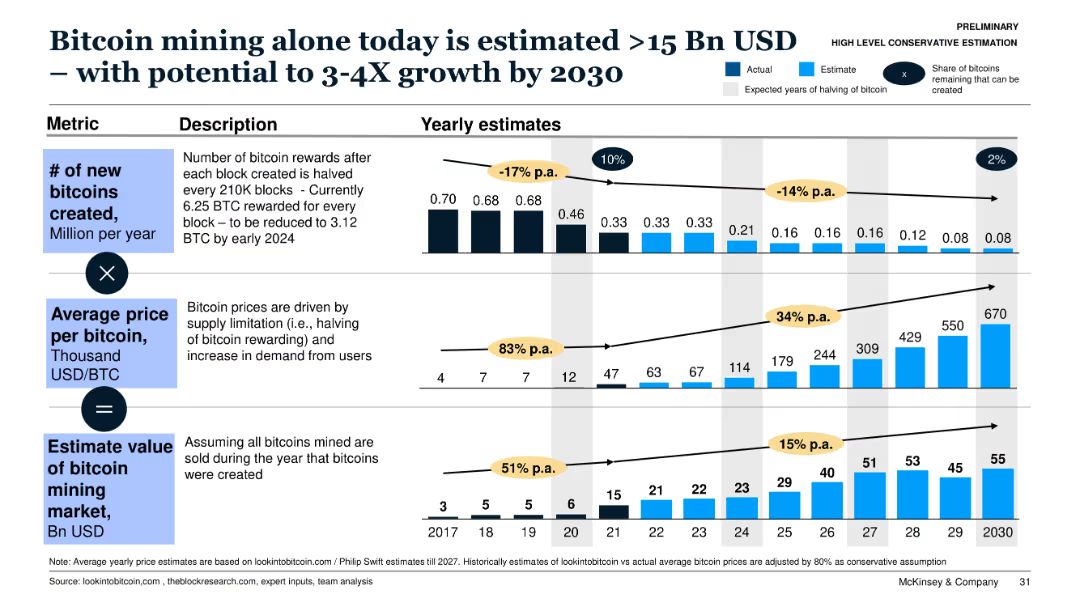 Bitcoin mining alone today is estimated >15 Bn USD
– with potential to 3-4X growth by 2030
PRELIMINARY
HIGH LEVEL CONSERVATIVE ESTIMATION
Actual
Estimate
x
Share of bitcoins
remaining that can be
created
Expected years of halving of bitcoin
Metric
Description
Yearly estimates
# of new
bitcoins
created,
Million per year
Number of bitcoin rewards after
each block created is halved
every 210K blocks - Currently
6.25 BTC rewarded for every
block – to be reduced to 3.12
BTC by early 2024
-17% p.a.
10%
-14% p.a.
2%
0.70 0.68 0.68 0.46 0.33 0.33 0.33 0.21 0.16 0.16 0.16 0.12 0.08 0.08
×
Average price
per bitcoin,
Thousand
USD/BTC
Bitcoin prices are driven by
supply limitation (i.e., halving
of bitcoin rewarding) and
increase in demand from users
83% p.a.
34% p.a.
4 7 7 12 47 63 67 114 179 244 309 429 550 670
=
Estimate value
of bitcoin
mining
market,
Bn USD
Assuming all bitcoins mined are
sold during the year that bitcoins
were created
51% p.a.
15% p.a.
3 5 5 6 15 21 22 23 29 40 51 53 45 55
2017 18 19 20 21 22 23 24 25 26 27 28 29 2030
Note: Average yearly price estimates are based on lookintobitcoin.com / Philip Swift estimates till 2027. Historically estimates of lookintobitcoin vs actual average bitcoin prices are adjusted by 80% as conservative assumption
Source: lookintobitcoin,com , theblockresearch.com, expert inputs, team analysis
McKinsey & Company 31